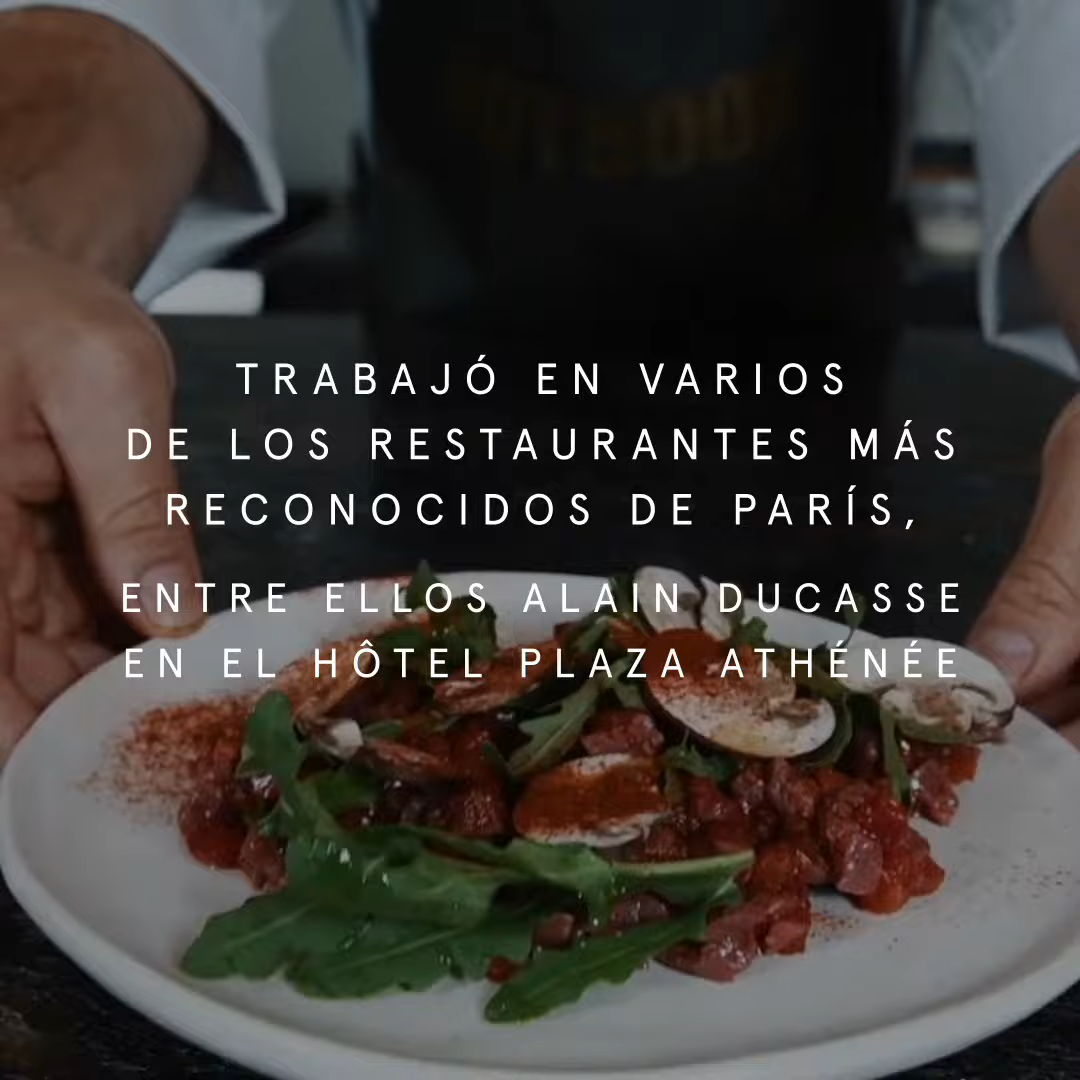 TRABAJÓ EN VARIOS
DE LOS RESTAURANTES MÁS
RECONOCIDOS DE PARÍS,
ENTRE ELLOS ALAIN DUCASSE
EN EL HÔTEL PLAZA ATHÉNÉE